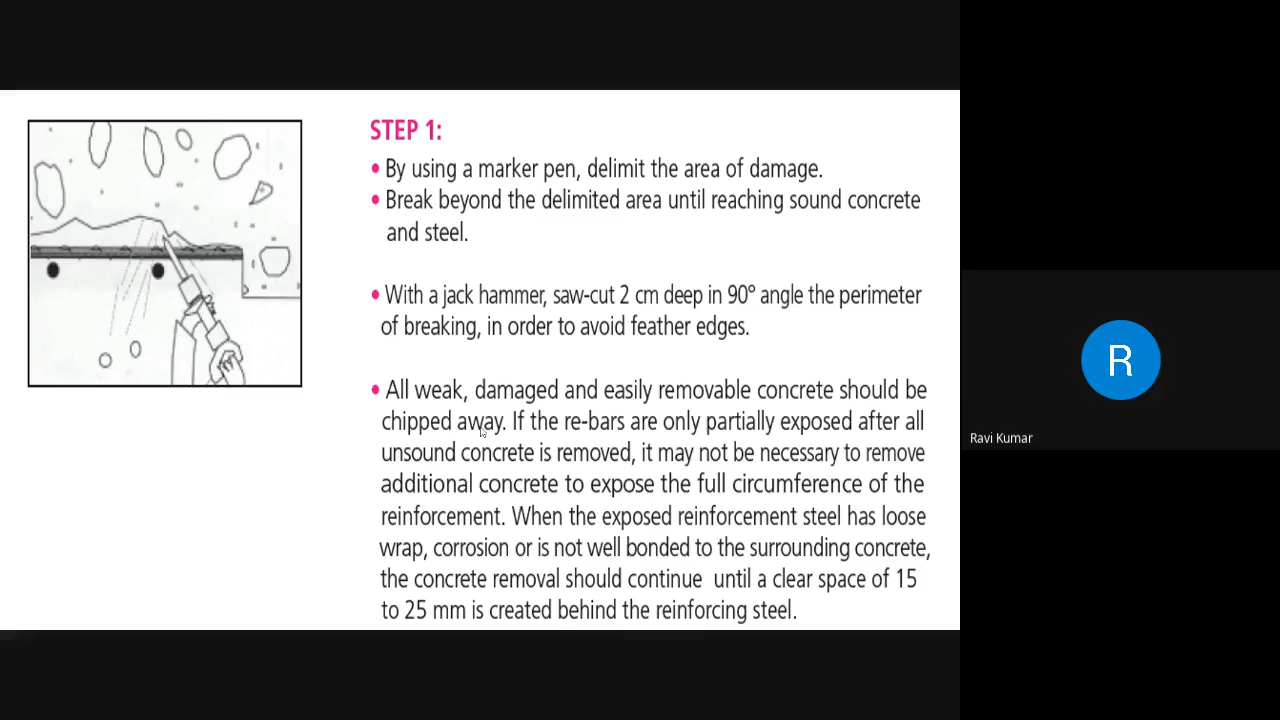 STEP 1:
• By using a marker pen, delimit the area of damage.
• Break beyond the delimited area until reaching sound concrete
and steel.
• With a jack hammer, saw-cut 2 cm deep in 90° angle the perimeter
of breaking, in order to avoid feather edges.
• All weak, damaged and easily removable concrete should be
chipped away. If the re-bars are only partially exposed after all
unsound concrete is removed, it may not be necessary to remove
additional concrete to expose the full circumference of the
reinforcement. When the exposed reinforcement steel has loose
wrap, corrosion or is not well bonded to the surrounding concrete,
the concrete removal should continue until a clear space of 15
to 25 mm is created behind the reinforcing steel.
R
Ravi Kumar